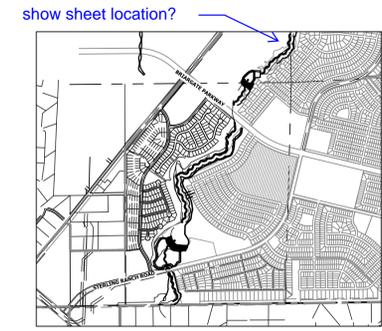 show sheet location?
BRIARGATE PARKWAY
STERLING RANCH ROAD